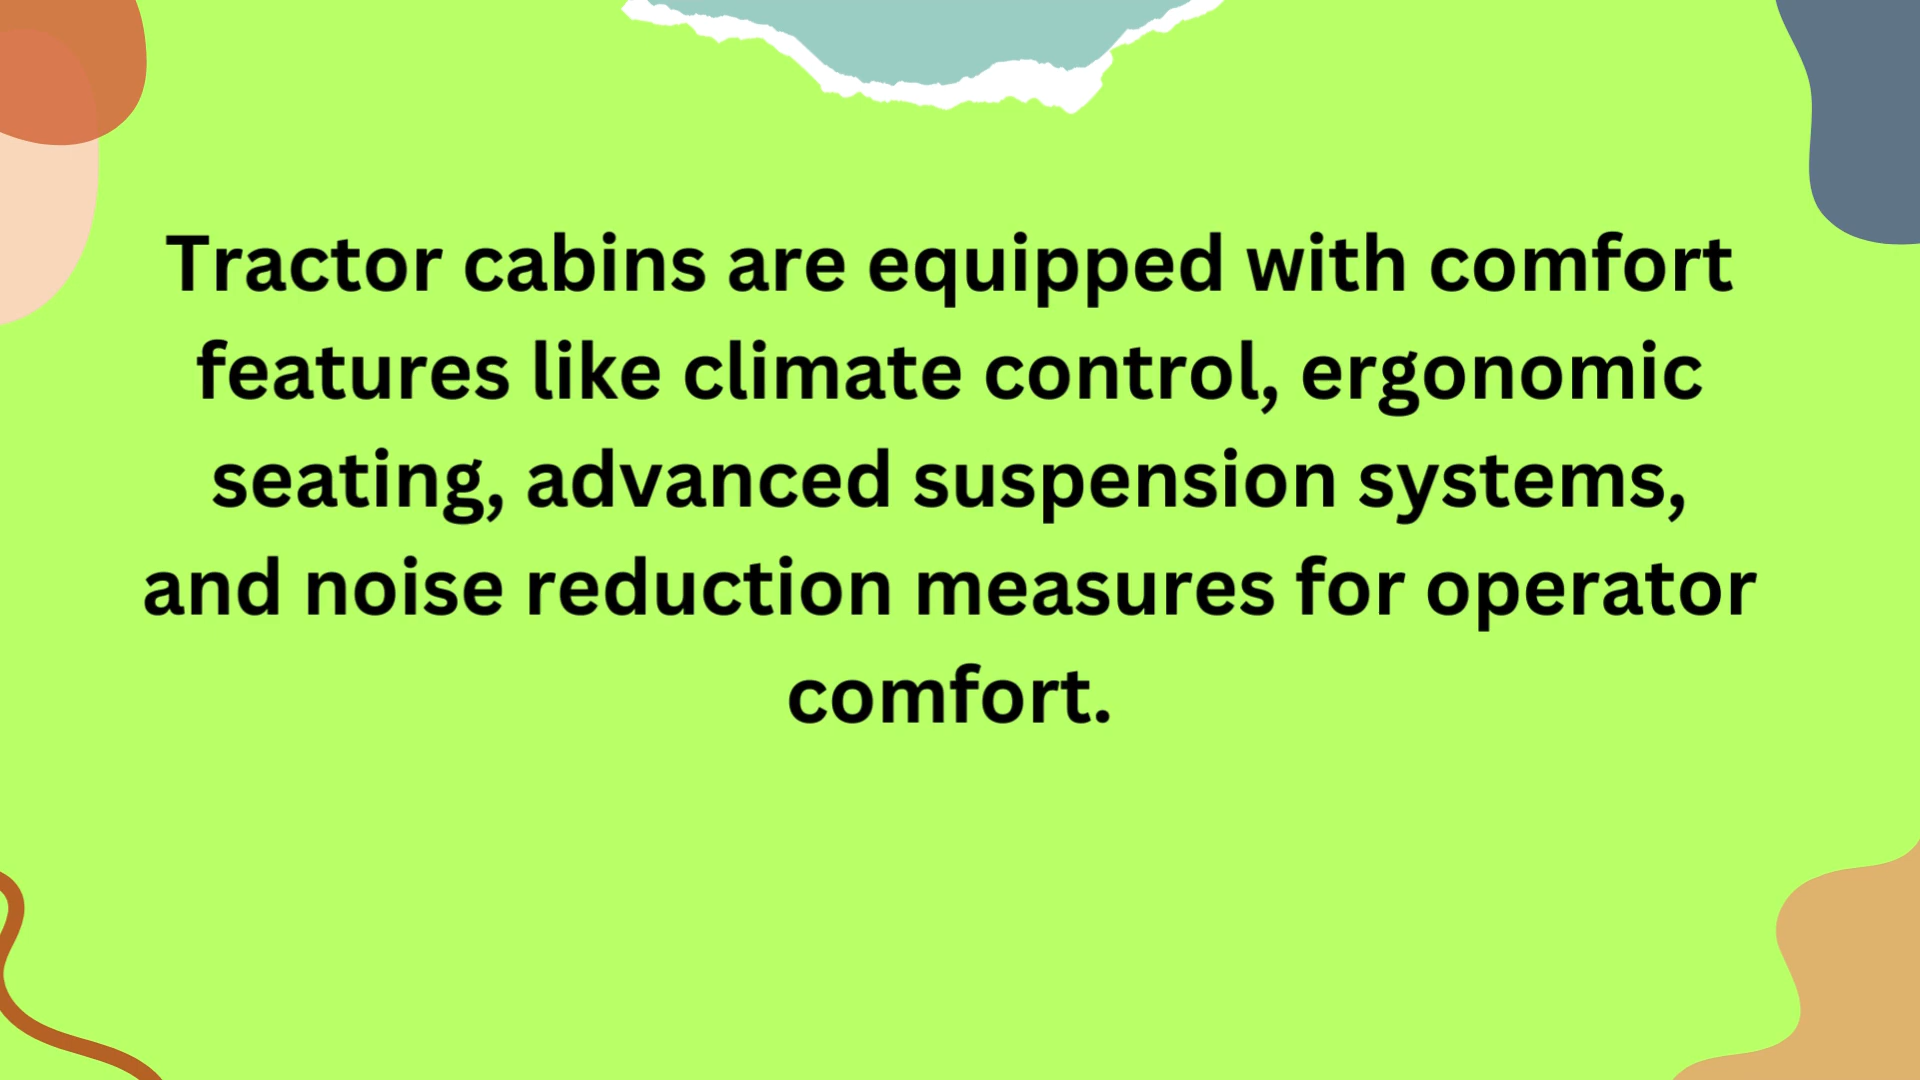 Tractor cabins are equipped with comfort
features like climate control, ergonomic
seating, advanced suspension systems,
and noise reduction measures for operator
comfort.